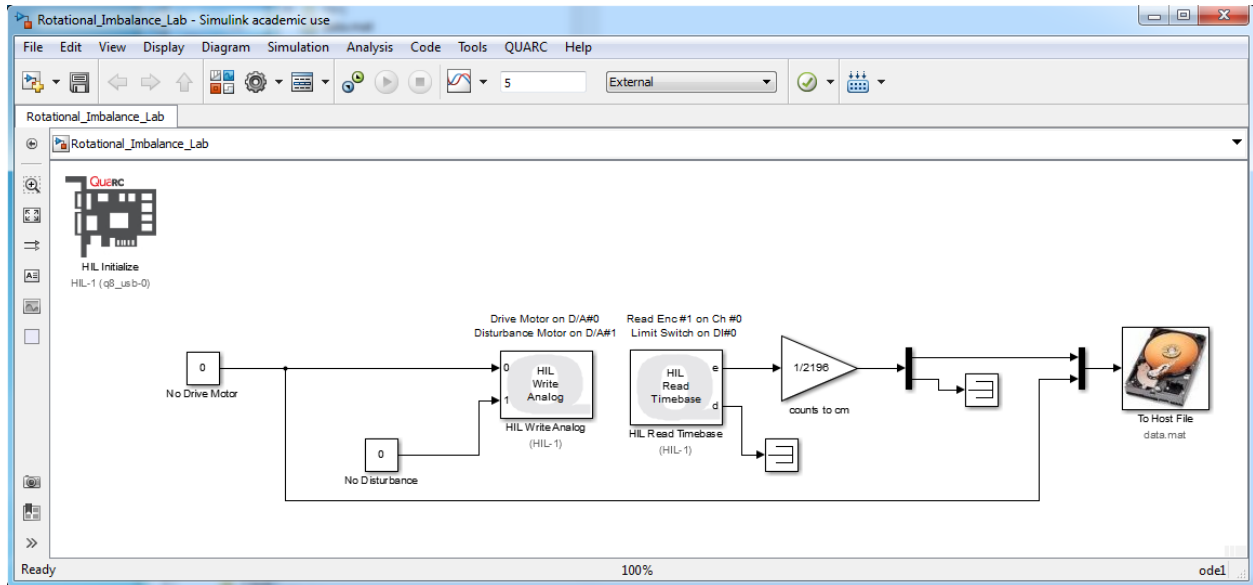 Rotational_Imbalance_Lab - Simulink academic use
File Edit View Display Diagram Simulation Analysis Code Tools QUARC Help
5 External
Rotational_Imbalance_Lab
Rotational_Imbalance_Lab
QUARC
HIL Initialize
HIL-1 (q8_usb-0)
Drive Motor on D/A#0
Disturbance Motor on D/A#1
Read Enc #1 on Ch #0
Limit Switch on DI#0
0
No Drive Motor
0
1
HIL
Write
Analog
HIL Write Analog
(HIL-1)
HIL
Read
Timebase
e
d
HIL Read Timebase
(HIL-1)
1/2196
counts to cm
To Host File
data.mat
0
No Disturbance
Ready 100% ode1